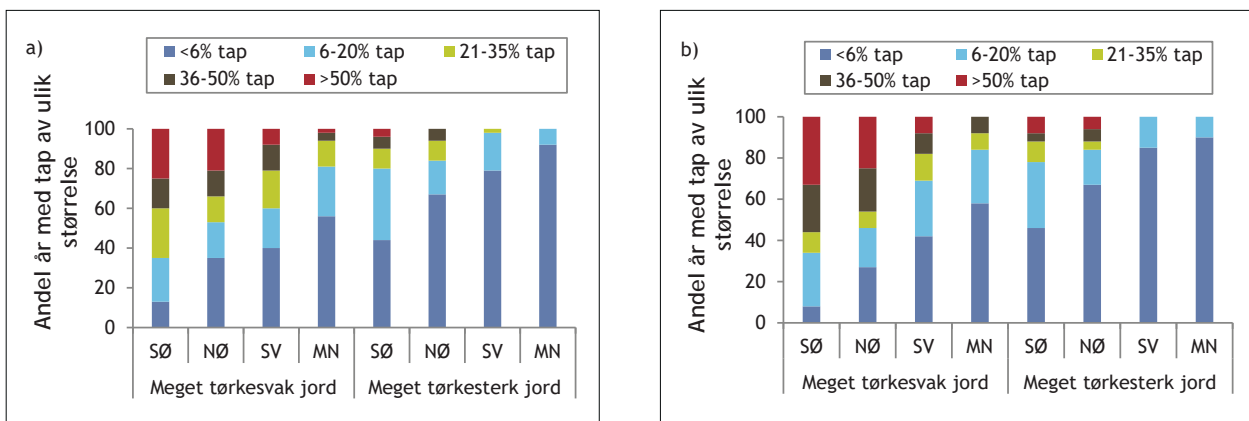 a)
<6% tap 6-20% tap 21-35% tap
36-50% tap >50% tap
Andel år med tap av ulik
størrelse
100
80
60
40
20
0
SØ NØ SV MN SØ NØ SV MN
Meget tørkesvak jord Meget tørkesterk jord
b)
<6% tap 6-20% tap 21-35% tap
36-50% tap >50% tap
Andel år med tap av ulik
størrelse
100
80
60
40
20
0
SØ NØ SV MN SØ NØ SV MN
Meget tørkesvak jord Meget tørkesterk jord